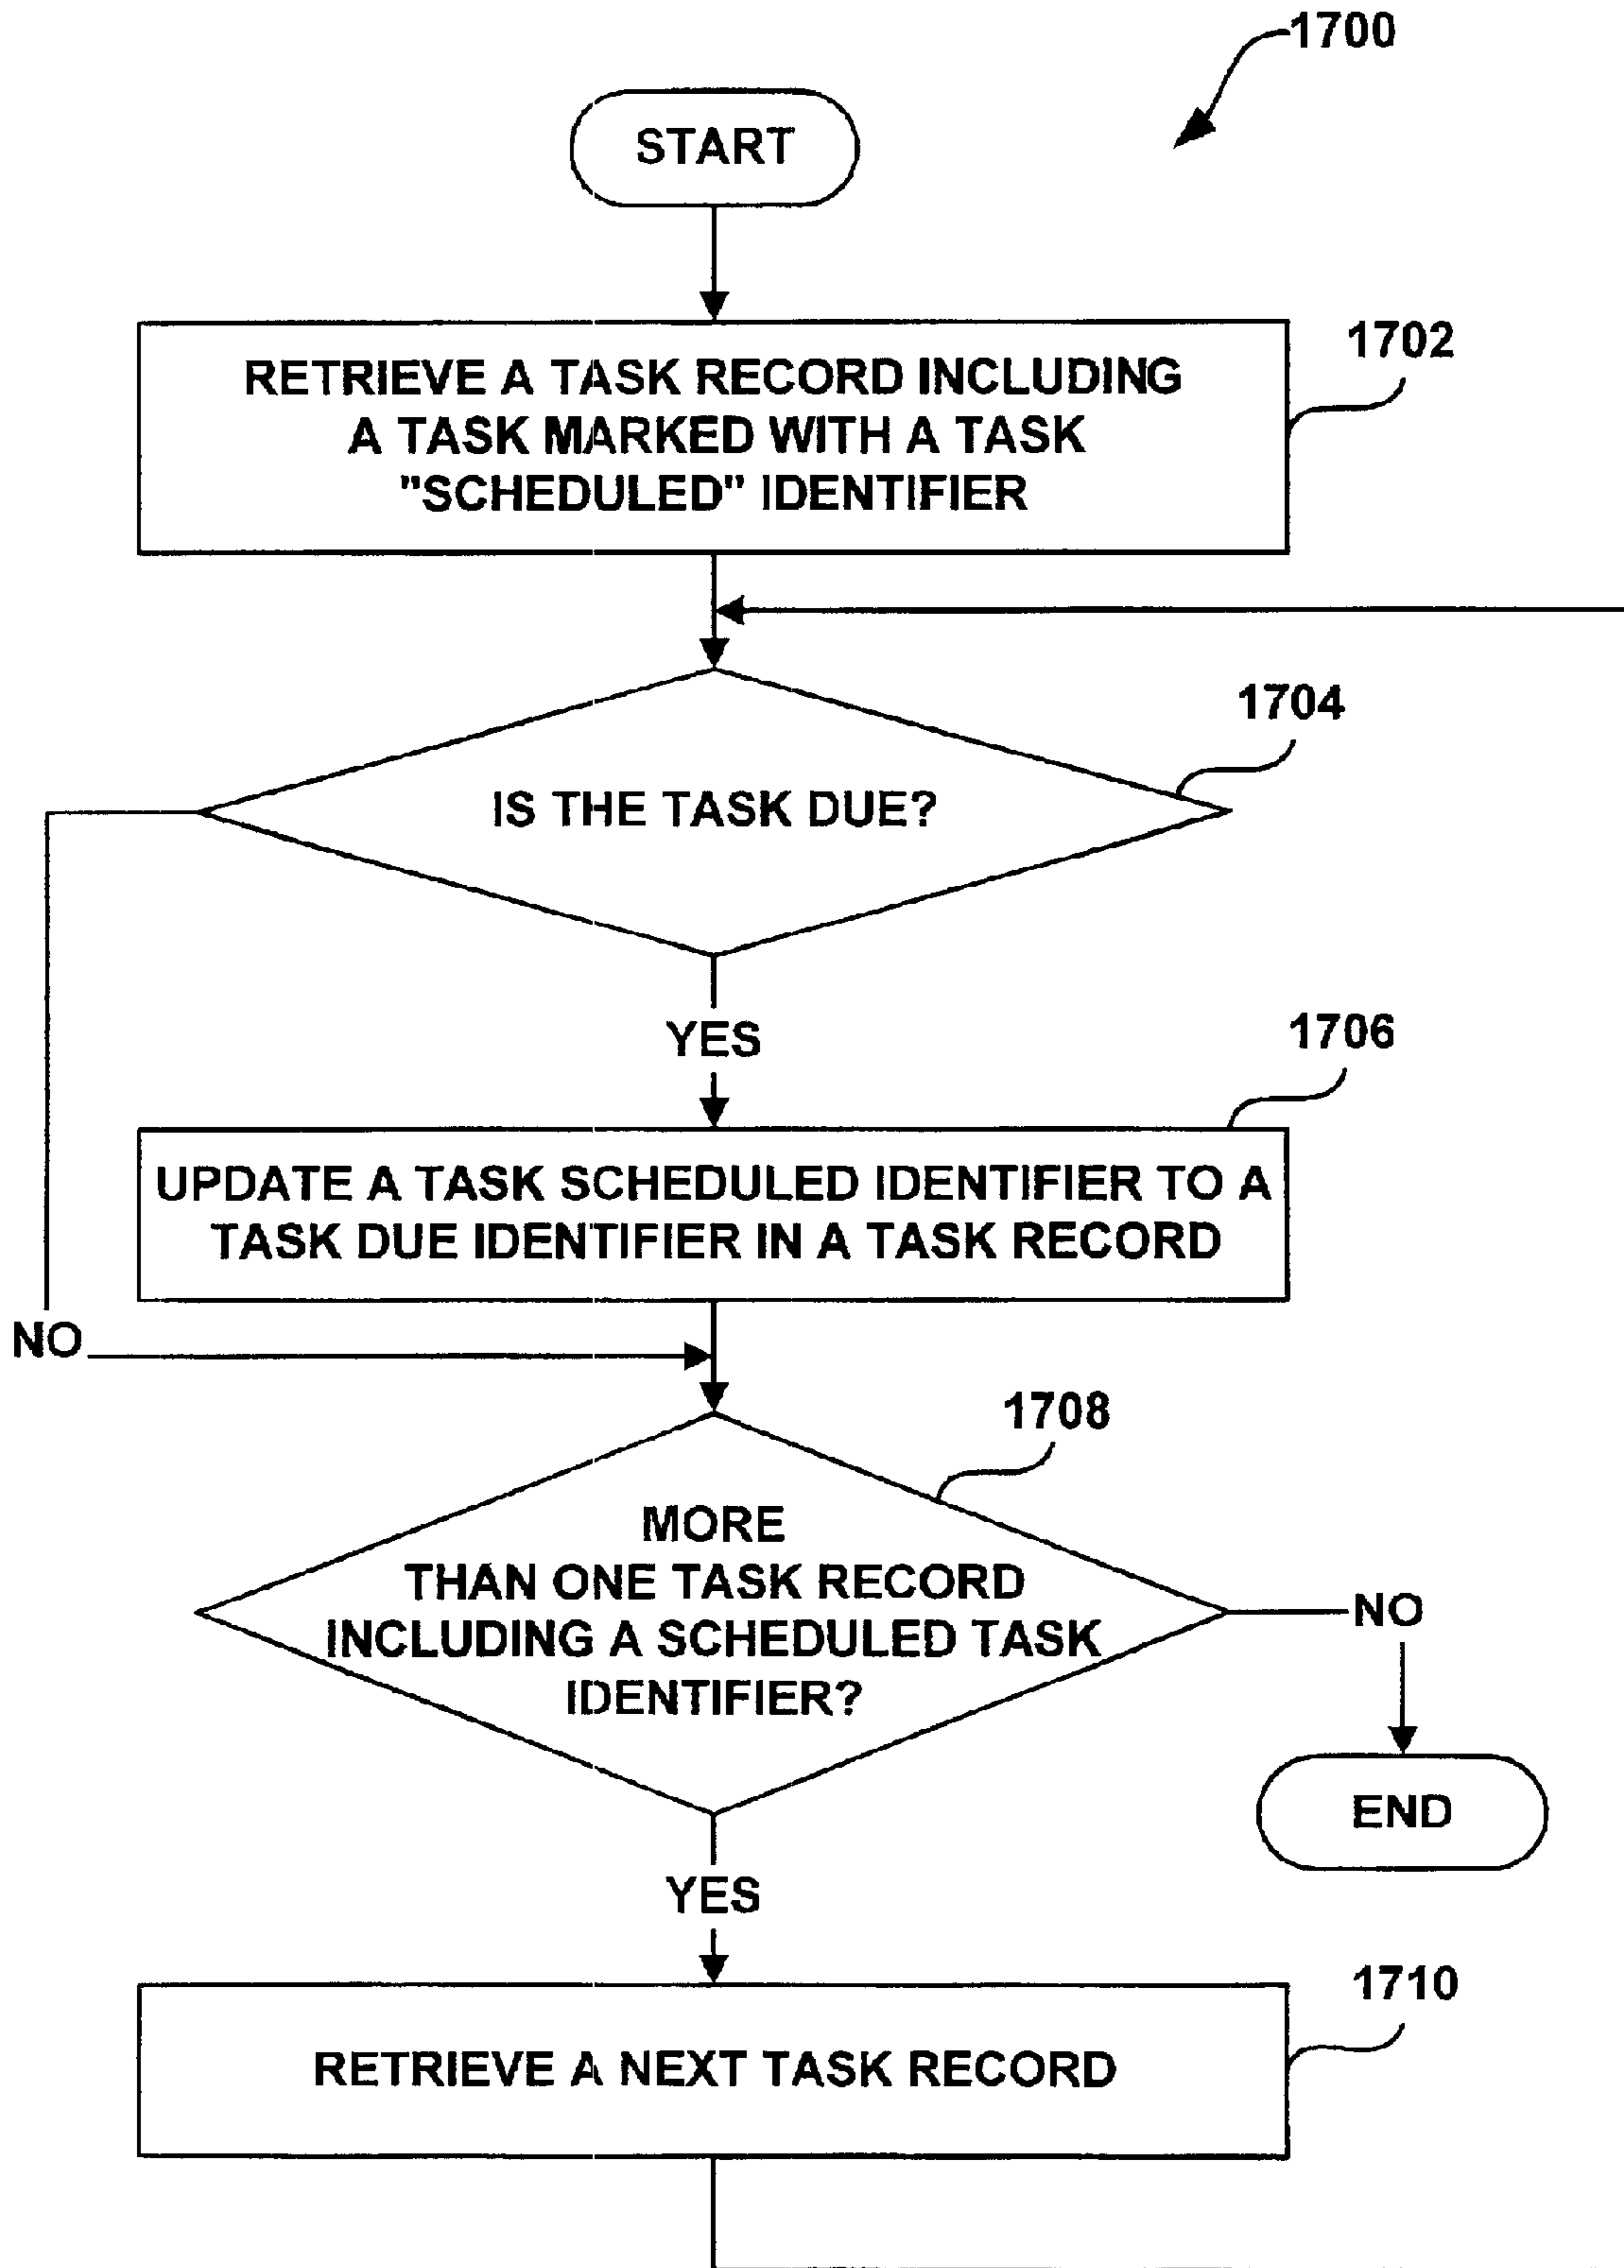 1700
START
1702
RETRIEVE A TASK RECORD INCLUDING
A TASK MARKED WITH A TASK
"SCHEDULED" IDENTIFIER
1704
IS THE TASK DUE?
YES
1706
UPDATE A TASK SCHEDULED IDENTIFIER TO A
TASK DUE IDENTIFIER IN A TASK RECORD
NO
1708
MORE
THAN ONE TASK RECORD
INCLUDING A SCHEDULED TASK
IDENTIFIER?
NO
END
YES
1710
RETRIEVE A NEXT TASK RECORD